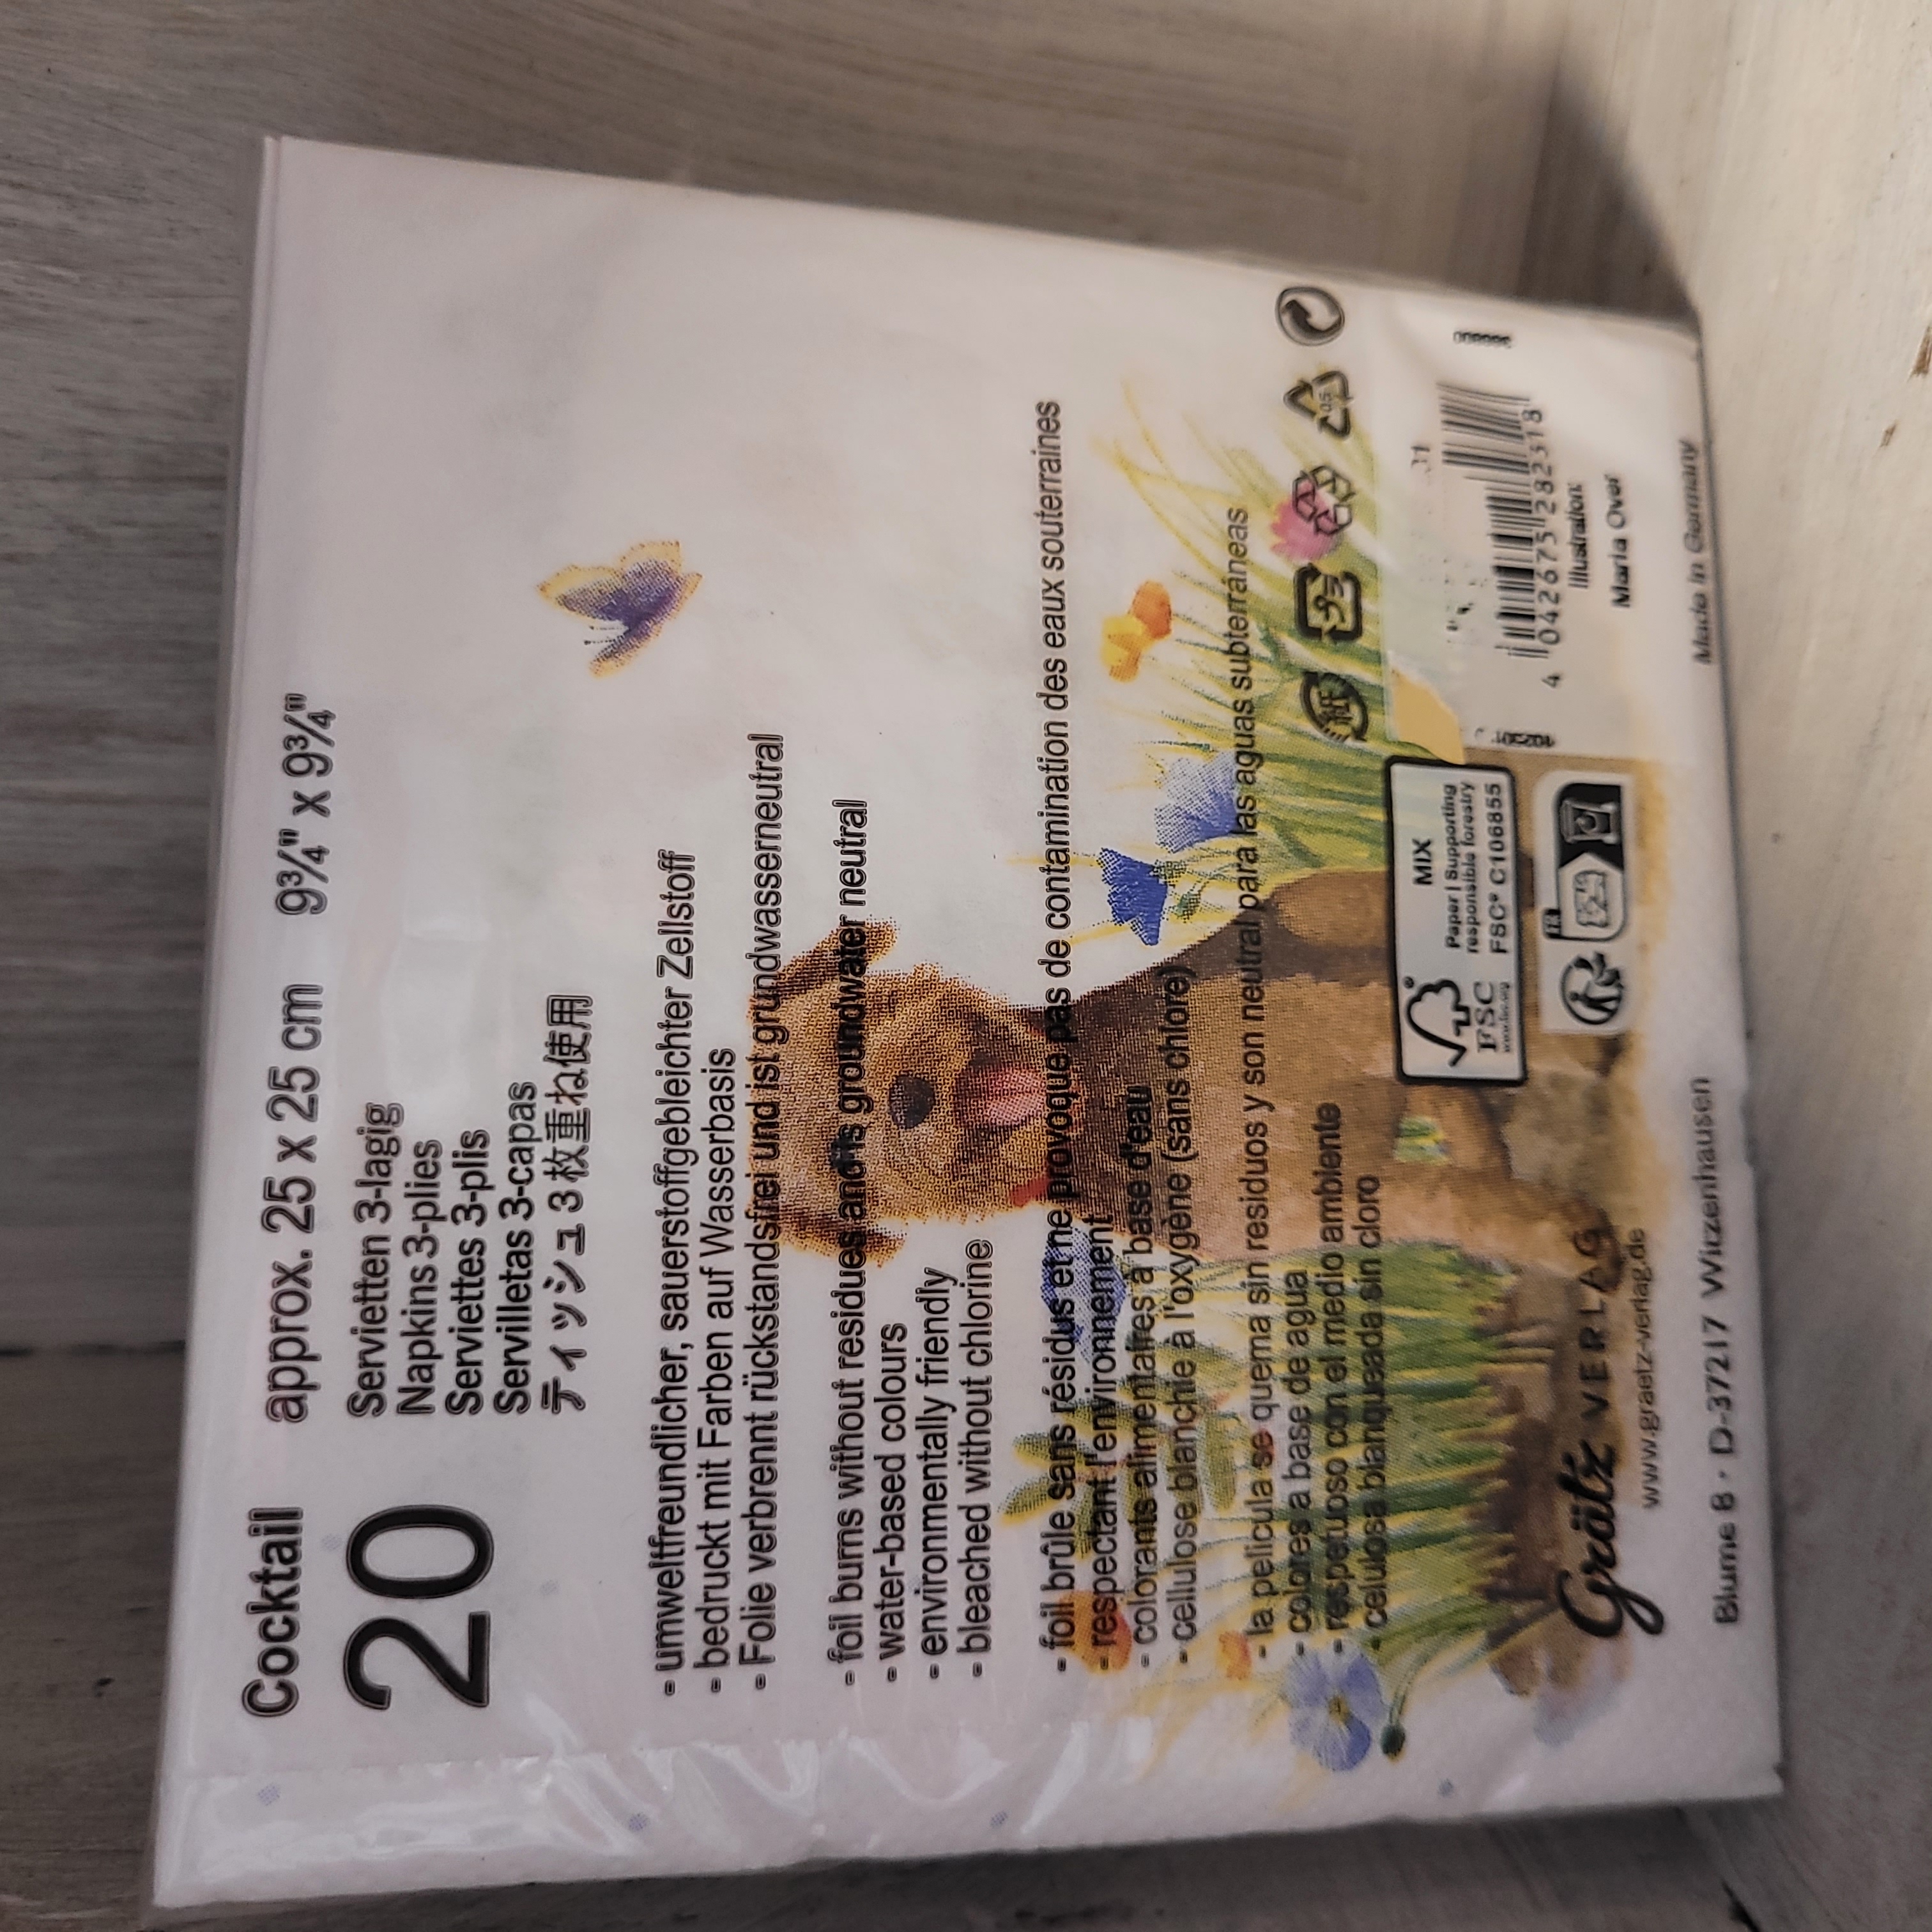 Cocktail approx. 25 x 25 cm 9¾" x 9¾"
20
Servietten 3-lagig
Napkins 3-plies
Serviettes 3-plis
Servilletas 3-capas
ティッシュ3枚重ね使用
- umweltfreundlicher, sauerstoffgebleichter Zellstoff
- bedruckt mit Farben auf Wasserbasis
- Folie verbrennt rückstandsfrei und ist grundwasserneutral
- foil burns without residues and is groundwater neutral
- water-based colours
- environmentally friendly
- bleached without chlorine
- foil brûle sans résidus et ne provoque pas de contamination des eaux souterraines
- respectant l'environnement
- colorants alimentaires à base d'eau
- cellulose blanchie à l'oxygène (sans chlore)
- la pelicula se quema sin residuos y son neutral para las aguas subterráneas
- colores a base de agua
- respetuoso con el medio ambiente
- celulosa blanqueada sin cloro
MIX
Paper | Supporting
responsible forestry
FSC® C106855
FSC
www.fsc.org
FR
31
4 042675 282318
Illustration:
Maria Over
Grätz VERLAG
www.graetz-verlag.de
Blume 8 · D-37217 Witzenhausen
Made in Germany